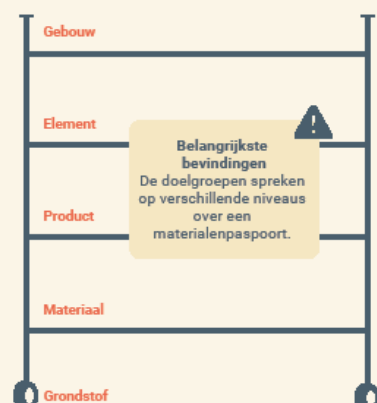 Gebouw
Element
Belangrijkste
bevindingen
De doelgroepen spreken
op verschillende niveaus
over een
materialenpaspoort.
Product
Materiaal
Grondstof